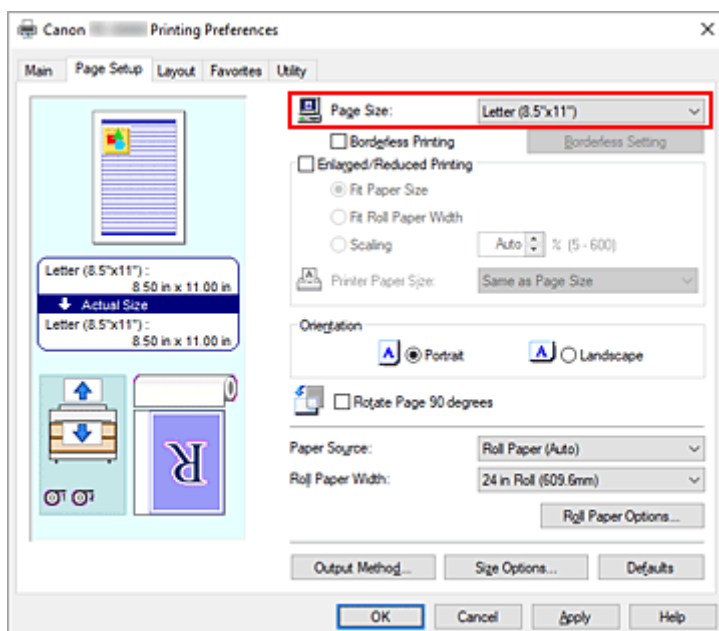 Canon Printing Preferences
Main Page Setup Layout Favorites Utility
Page Size: Letter (8.5"x11")
Borderless Printing Borderless Setting
Enlarged/Reduced Printing
Fit Paper Size
Fit Roll Paper Width
Scaling Auto % (5 - 600)
Printer Paper Size: Same as Page Size
Letter (8.5"x11") :
8.50 in x 11.00 in
Actual Size
Letter (8.5"x11") :
8.50 in x 11.00 in
Orientation
A Portrait A Landscape
Rotate Page 90 degrees
R
Paper Source: Roll Paper (Auto)
Roll Paper Width: 24 in Roll (609.6mm)
Roll Paper Options...
Output Method... Size Options... Defaults
OK Cancel Apply Help